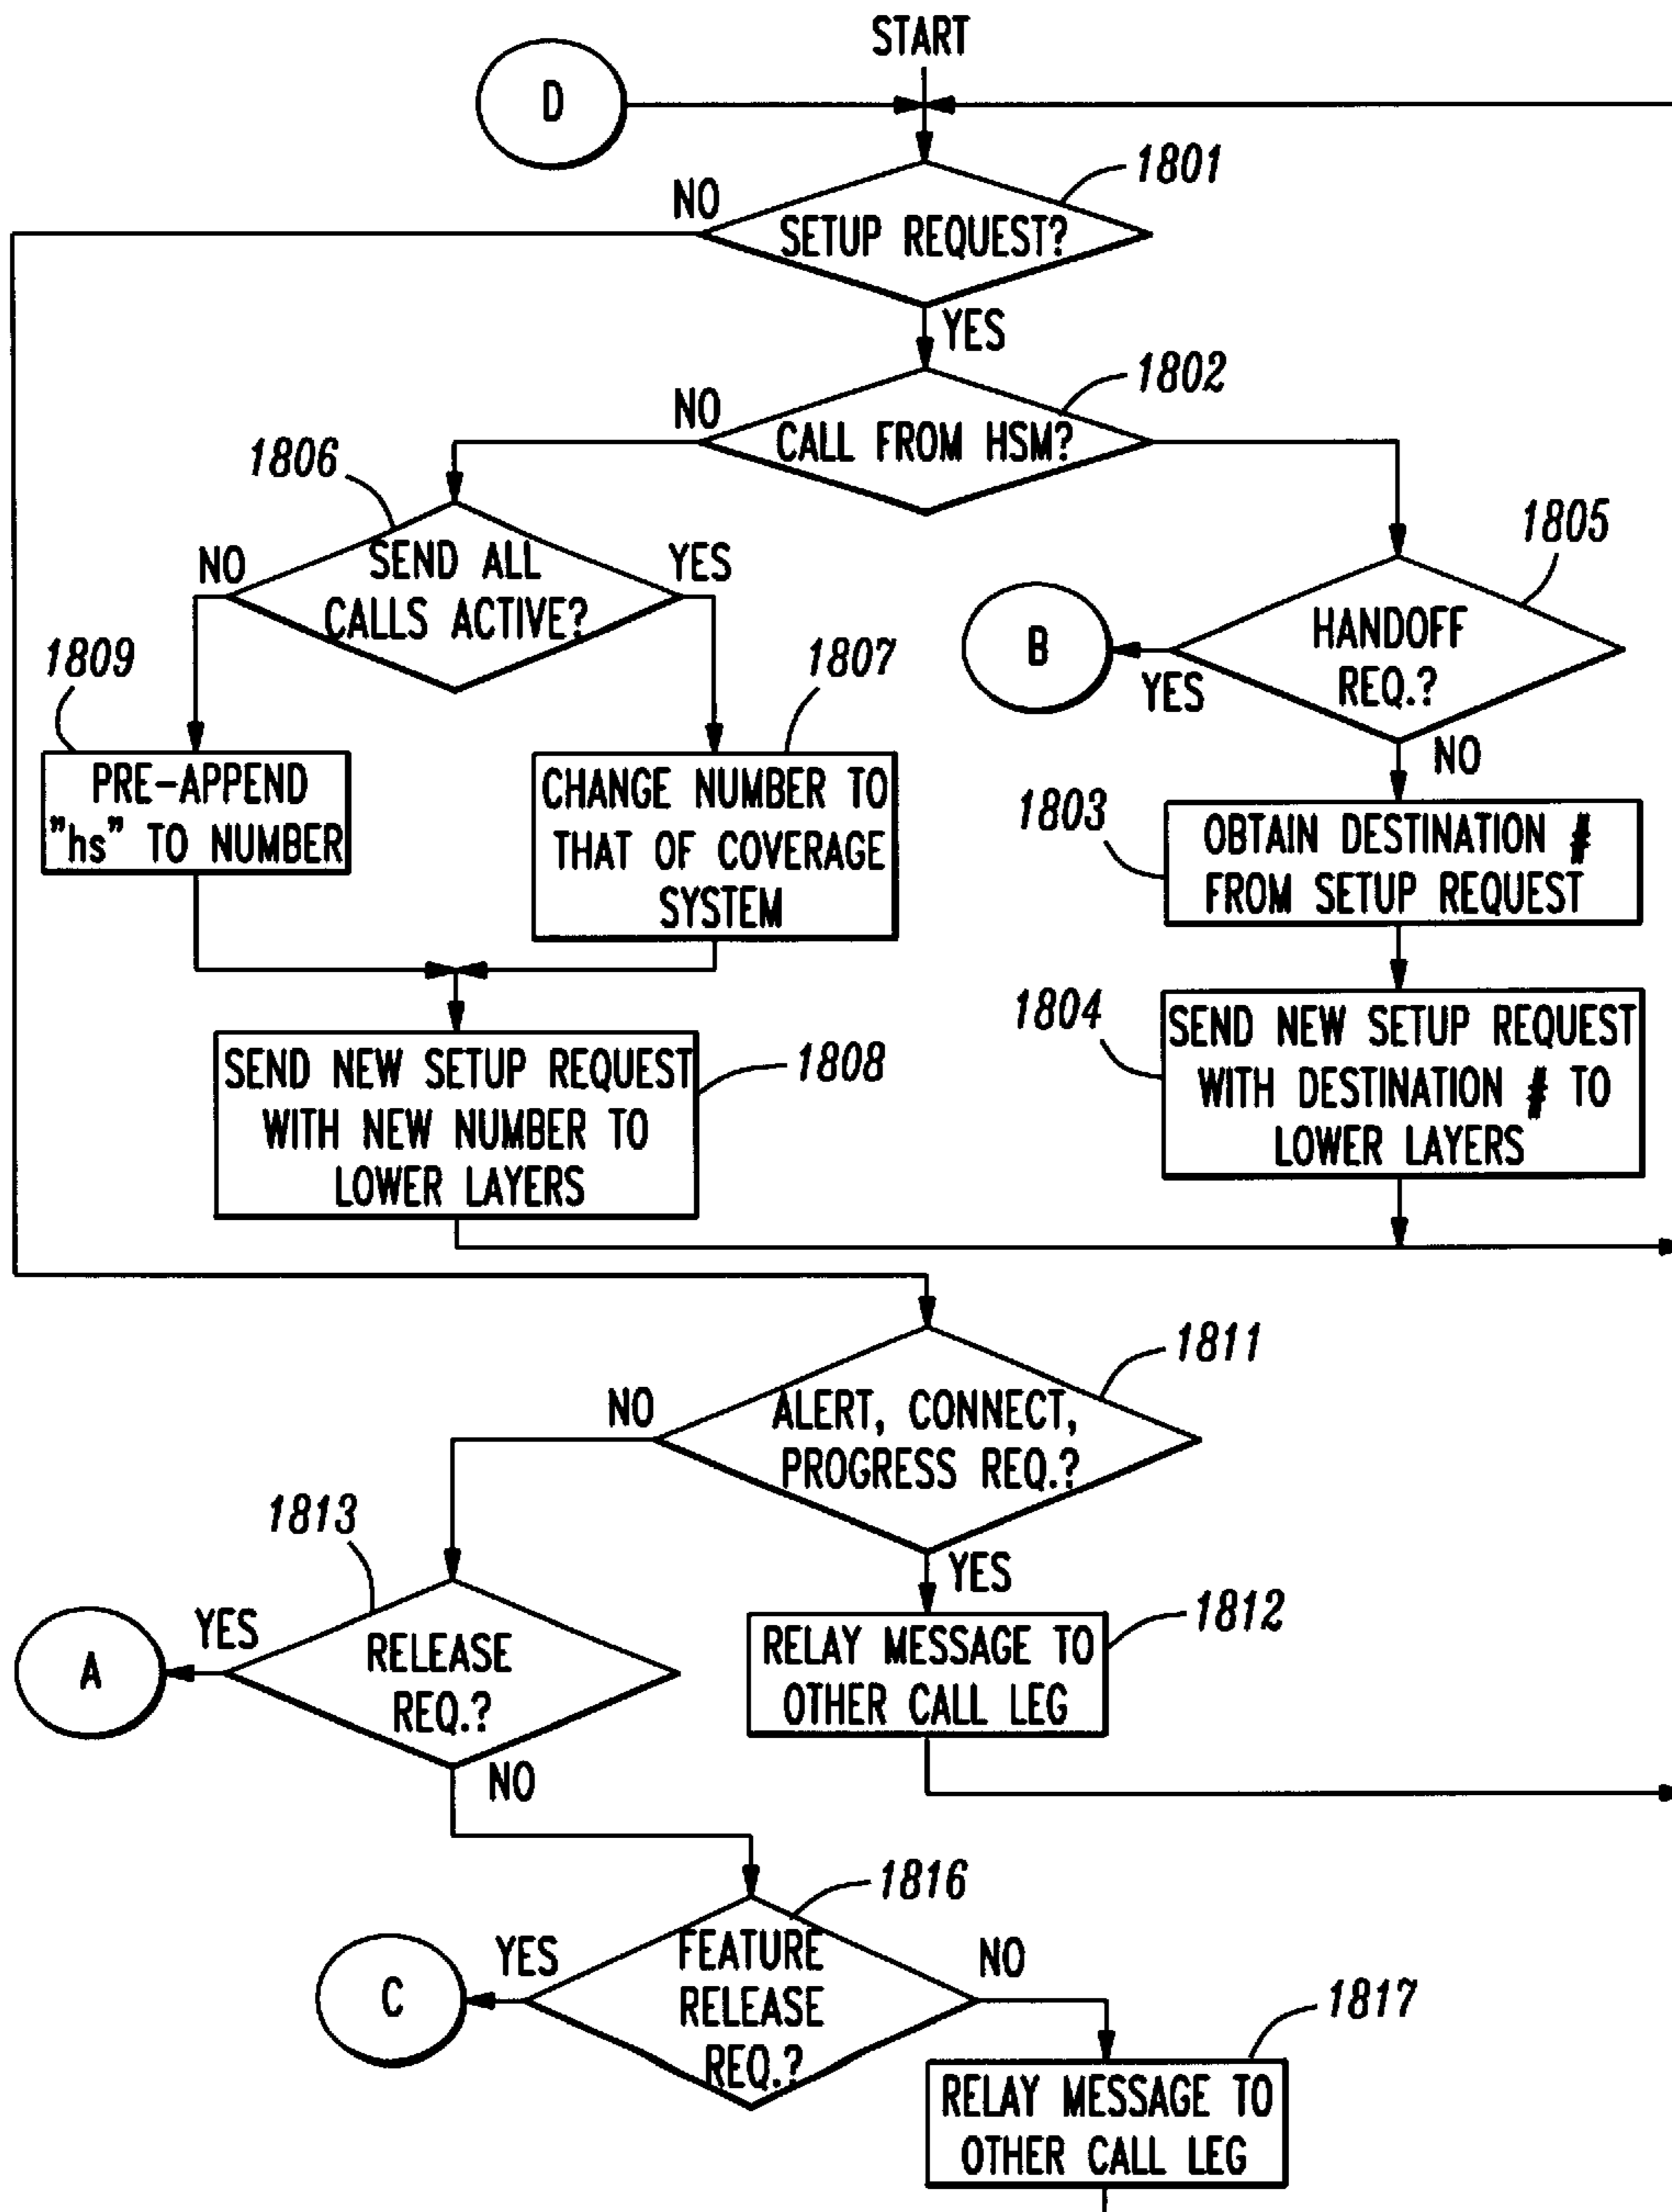 START
D
1801
NO
SETUP REQUEST?
YES
1802
NO
CALL FROM HSM?
1806
1805
NO
SEND ALL
CALLS ACTIVE?
YES
B
HANDOFF
REQ.?
YES
NO
1809
1807
PRE-APPEND
"hs" TO NUMBER
CHANGE NUMBER TO
THAT OF COVERAGE
SYSTEM
1803
OBTAIN DESTINATION #
FROM SETUP REQUEST
1808
SEND NEW SETUP REQUEST
WITH NEW NUMBER TO
LOWER LAYERS
1804
SEND NEW SETUP REQUEST
WITH DESTINATION # TO
LOWER LAYERS
1811
NO
ALERT, CONNECT,
PROGRESS REQ.?
YES
1813
A
YES
RELEASE
REQ.?
NO
1812
RELAY MESSAGE TO
OTHER CALL LEG
1816
C
YES
FEATURE
RELEASE
REQ.?
NO
1817
RELAY MESSAGE TO
OTHER CALL LEG